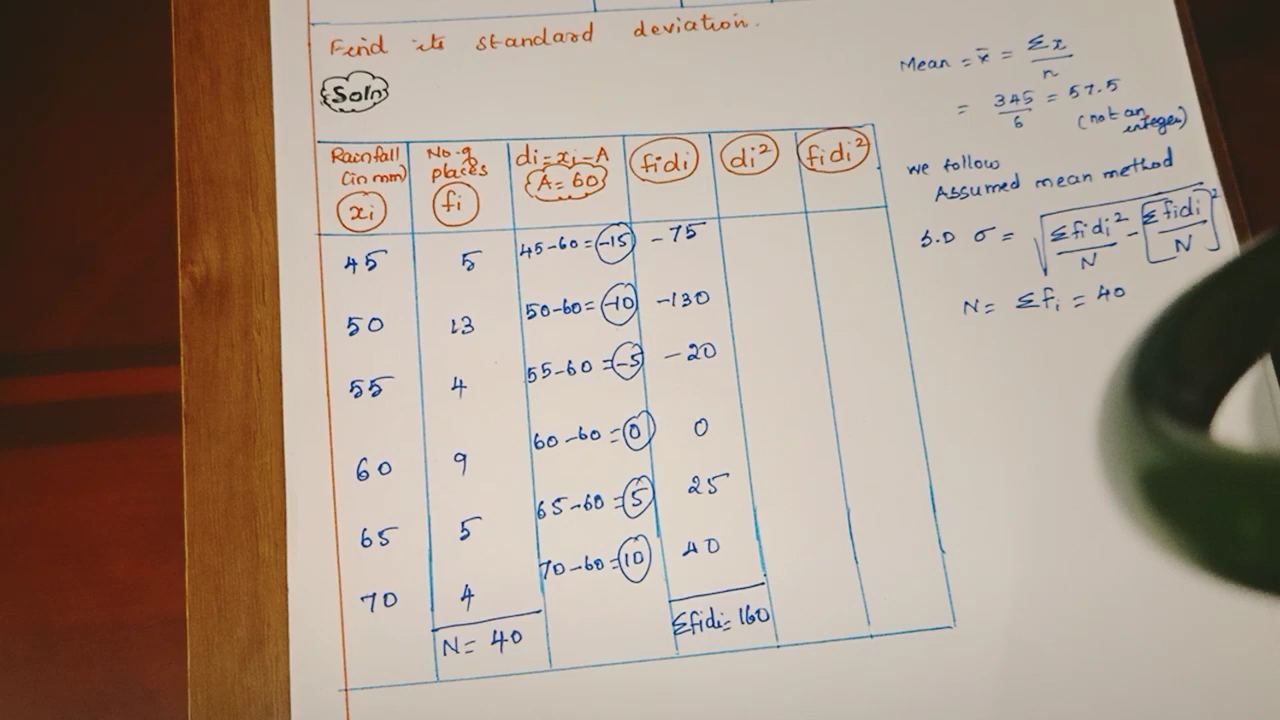 Find its standard deviation.
Soln
Rainfall (in mm) xi | No. of places fi | di = xi - A A = 60 | fidi | di² | fidi²
45 | 5 | 45-60 = -15 | -75
50 | 13 | 50-60 = -10 | -130
55 | 4 | 55-60 = -5 | -20
60 | 9 | 60-60 = 0 | 0
65 | 5 | 65-60 = 5 | 25
70 | 4 | 70-60 = 10 | 40
N = 40 | Σfidi = 160
Mean = x̄ = Σx / n
= 345 / 6 = 57.5
(not an integer)
we follow
Assumed mean method
S.D σ = √(Σfidi² / N - [Σfidi / N]²)
N = Σfi = 40